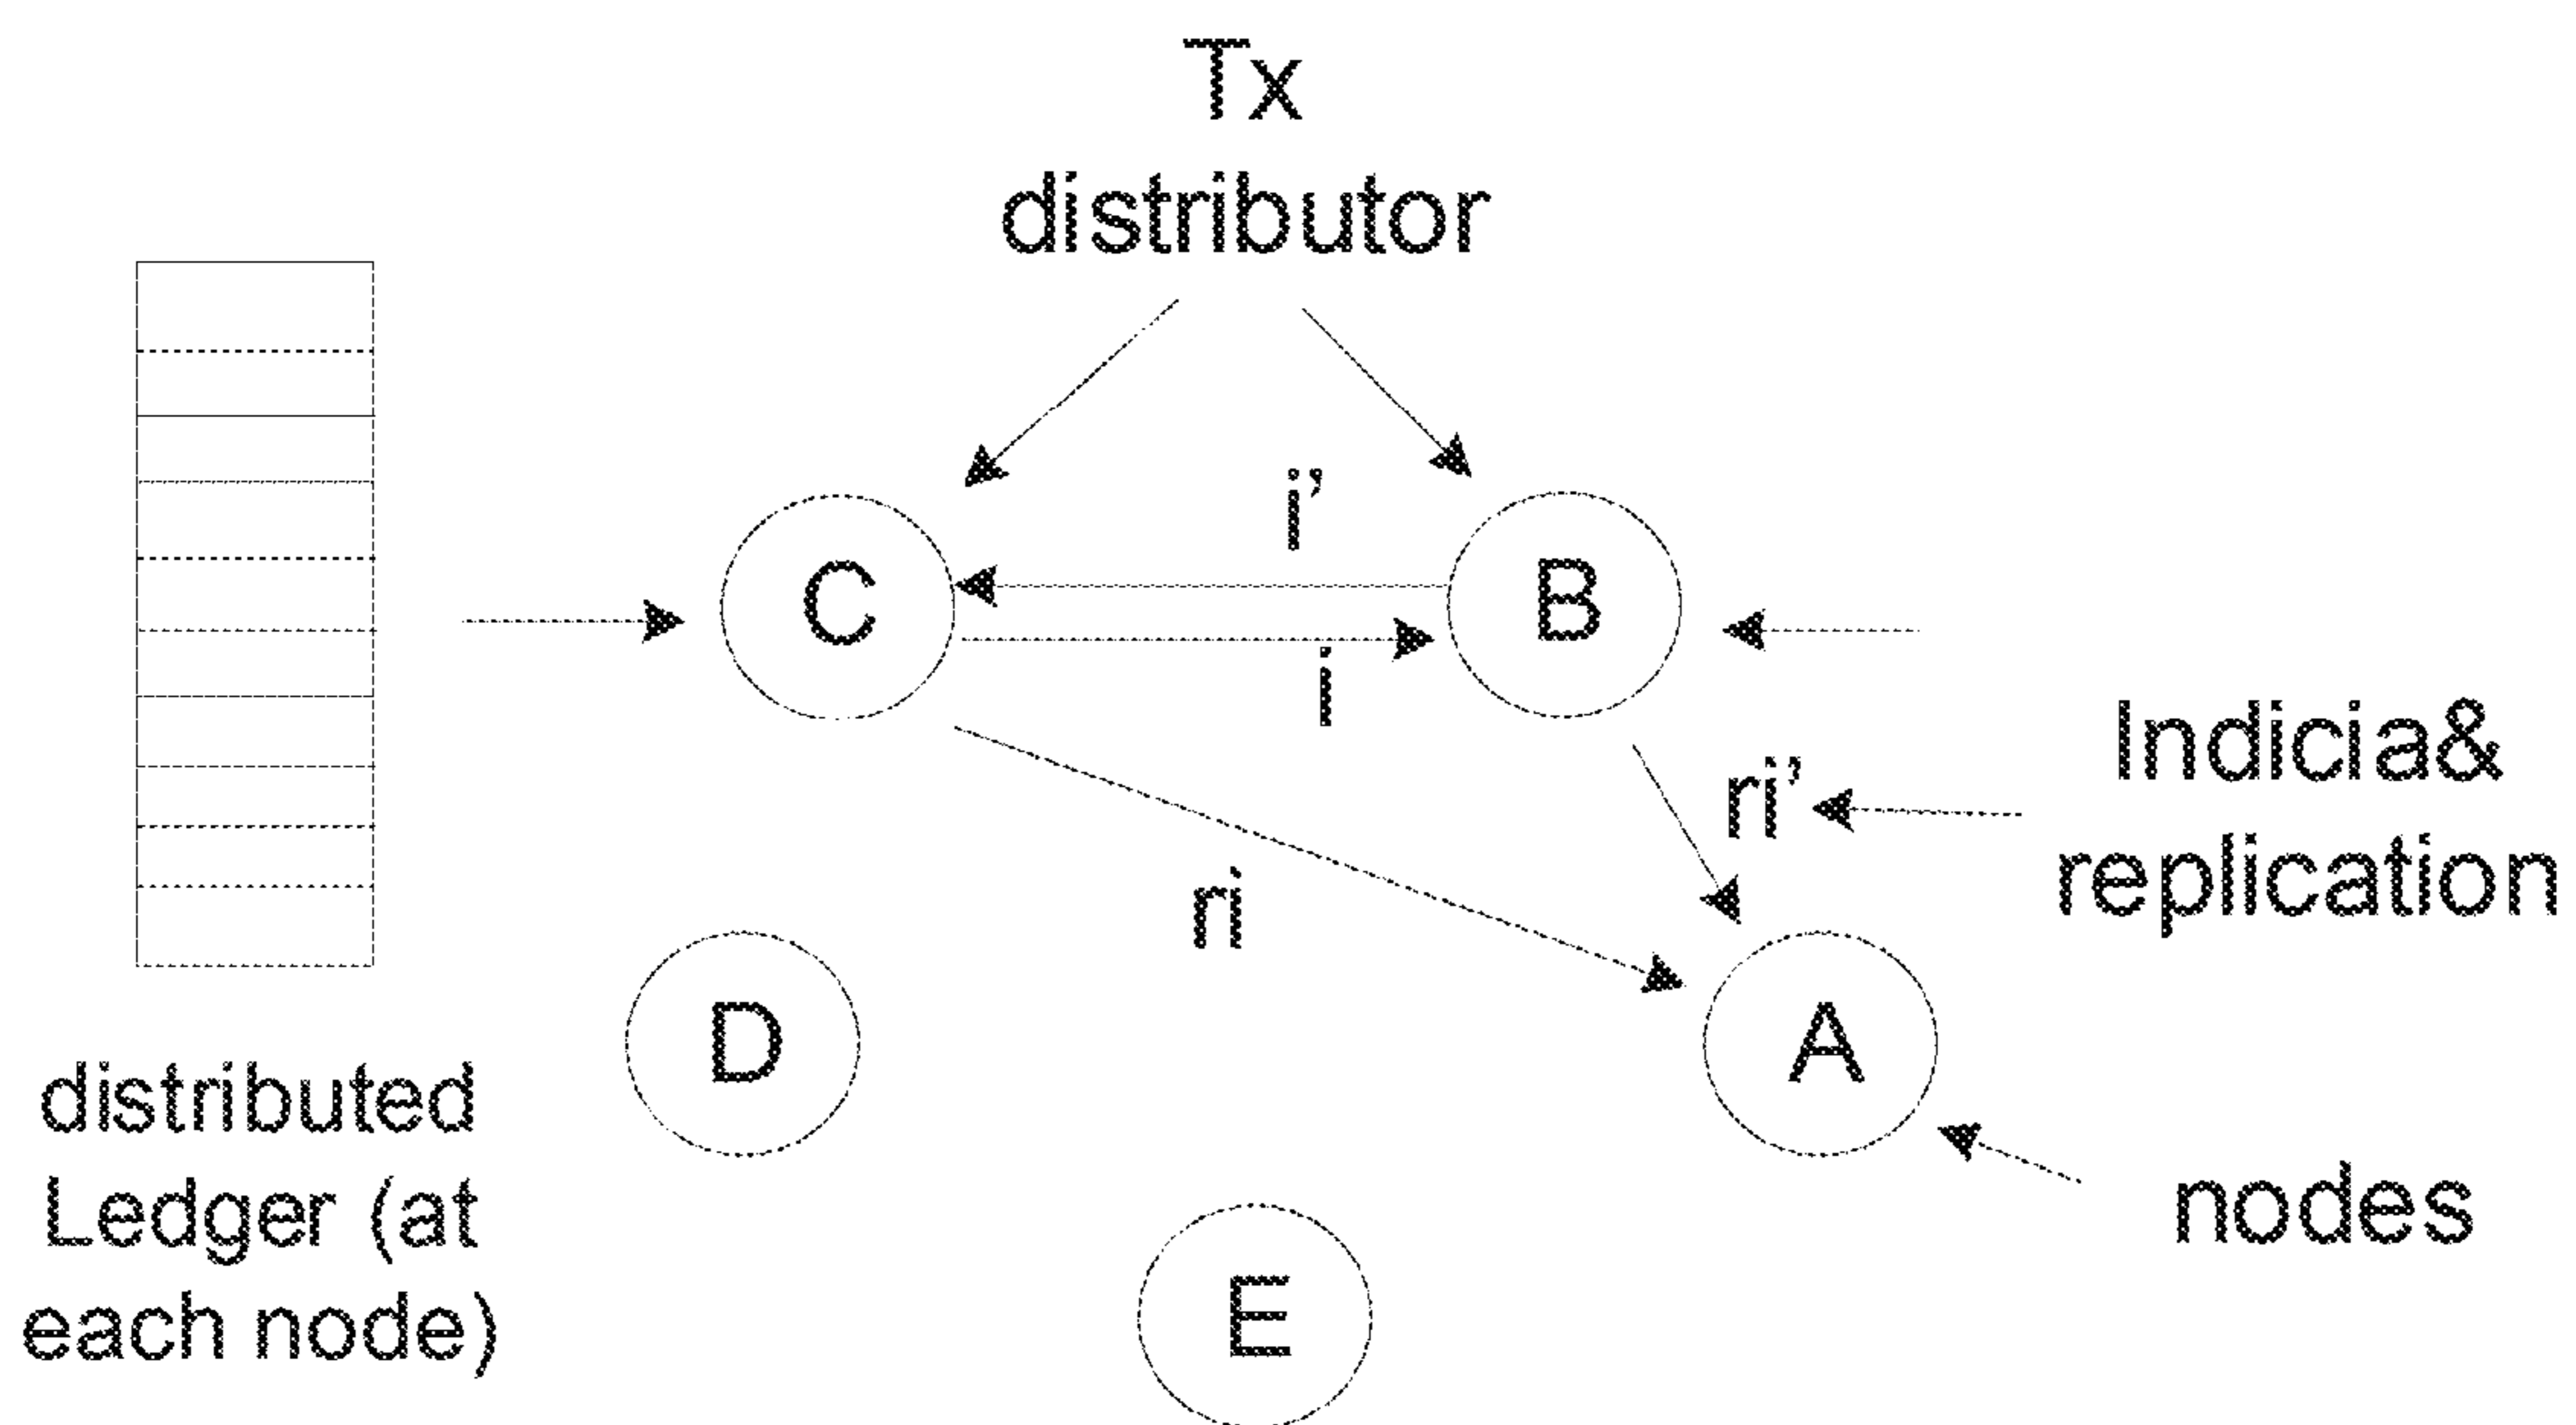 Tx
distributor
i’
C
B
i
Indicia&
replication
ri’
ri
D
A
distributed
Ledger (at
each node)
nodes
E